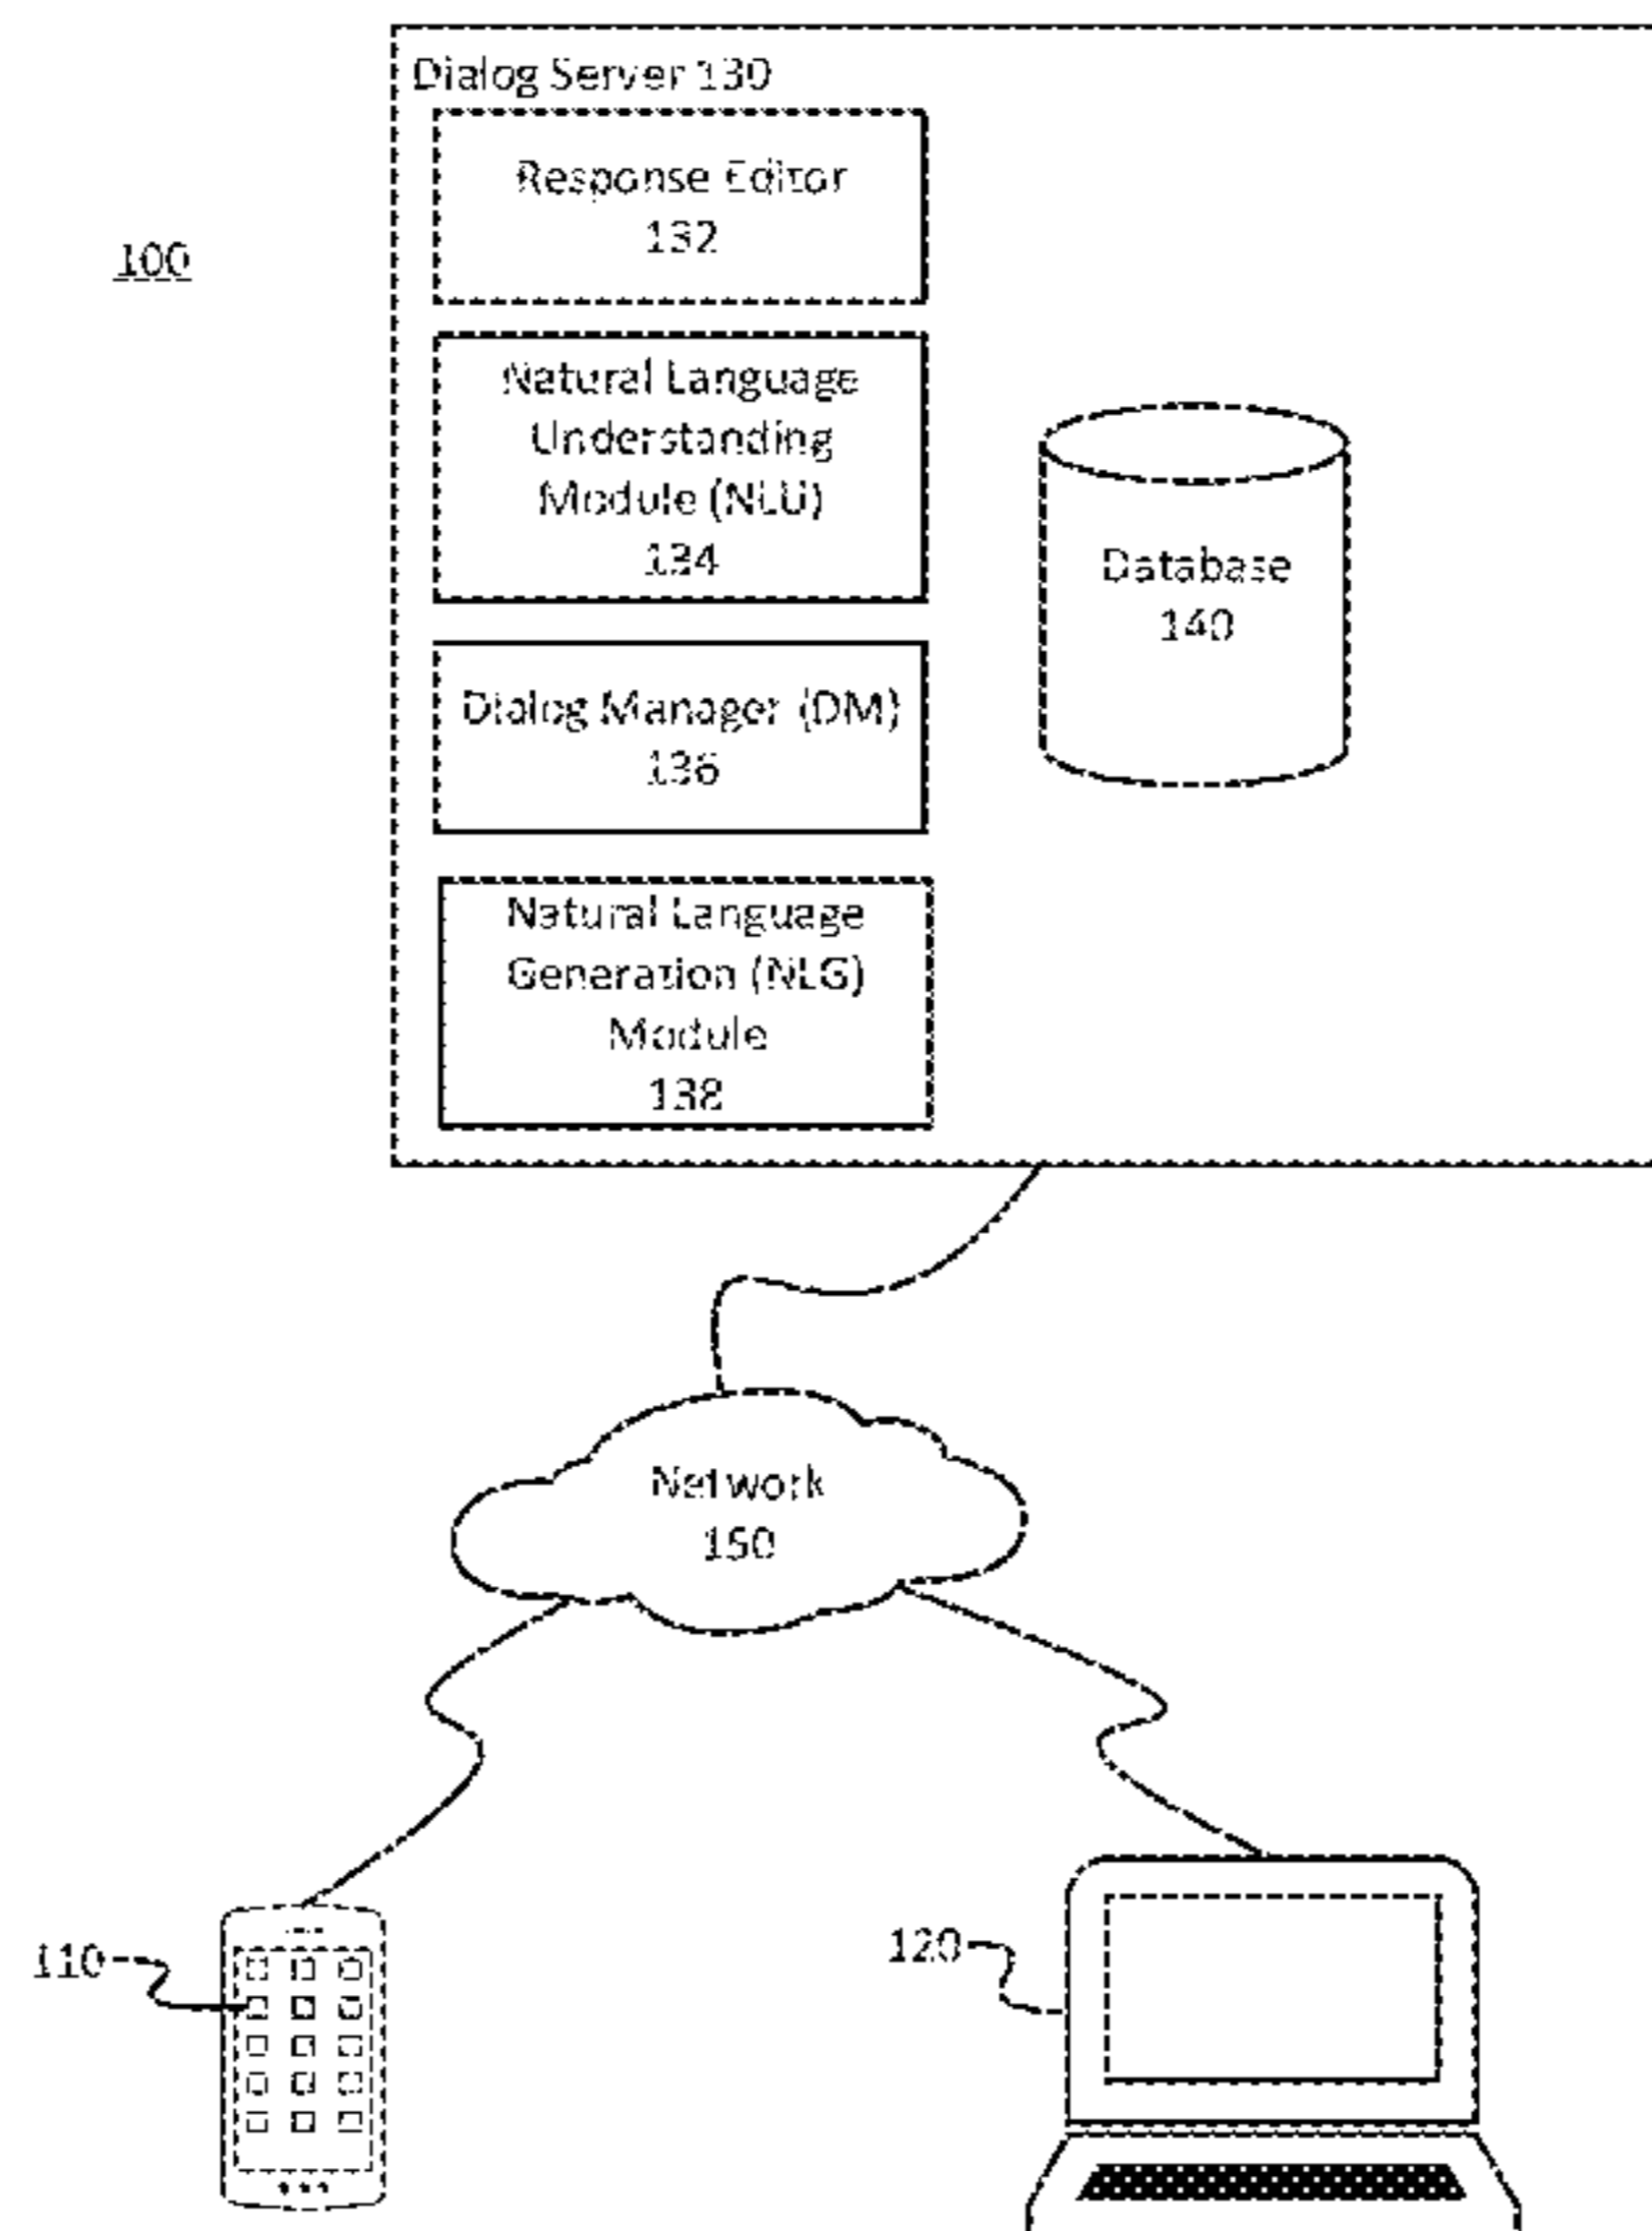 Dialog Server 130
Response Editor
132
100
Natural Language
Understanding
Module (NLU)
134
Database
140
Dialog Manager (DM)
136
Natural Language
Generation (NLG)
Module
138
Network
150
110
120